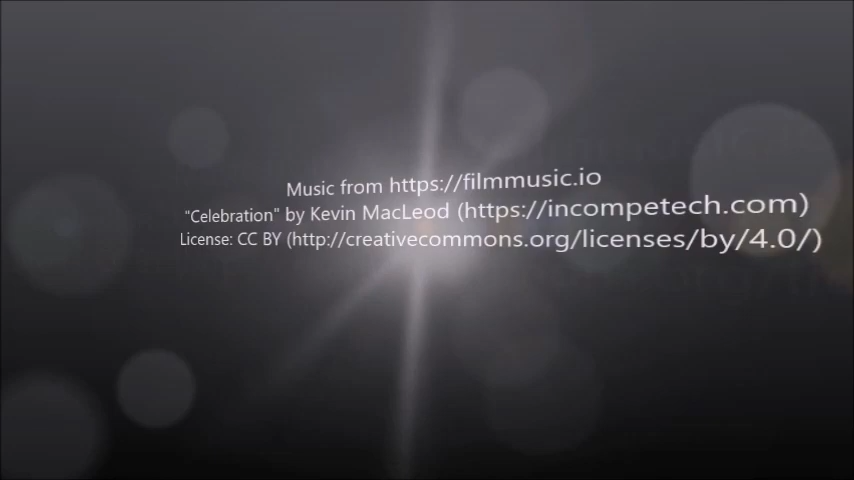 Music from https://filmmusic.io
"Celebration" by Kevin MacLeod (https://incompetech.com)
License: CC BY (http://creativecommons.org/licenses/by/4.0/)